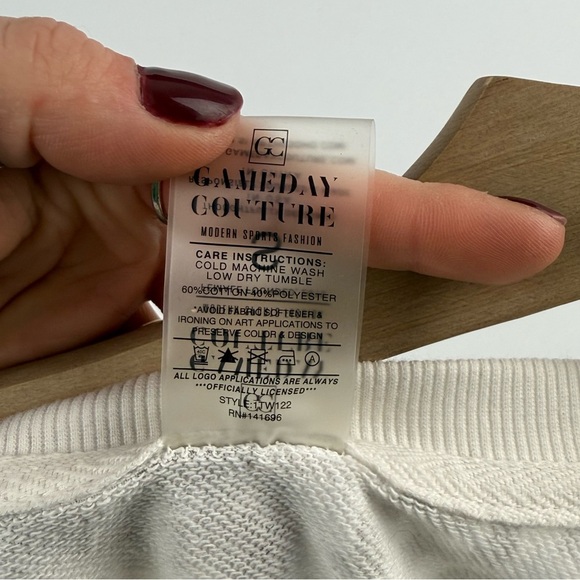 GC
GAMEDAY
COUTURE
MODERN SPORTS FASHION
CARE INSTRUCTIONS:
COLD MACHINE WASH
LOW DRY TUMBLE
60%COTTON 40%POLYESTER
*AVOID FABRIC SOFTENER &
IRONING ON ART APPLICATIONS TO
PRESERVE COLOR & DESIGN
A
ALL LOGO APPLICATIONS ARE ALWAYS
***OFFICIALLY LICENSED***
STYLE:1TW122
RN#141696